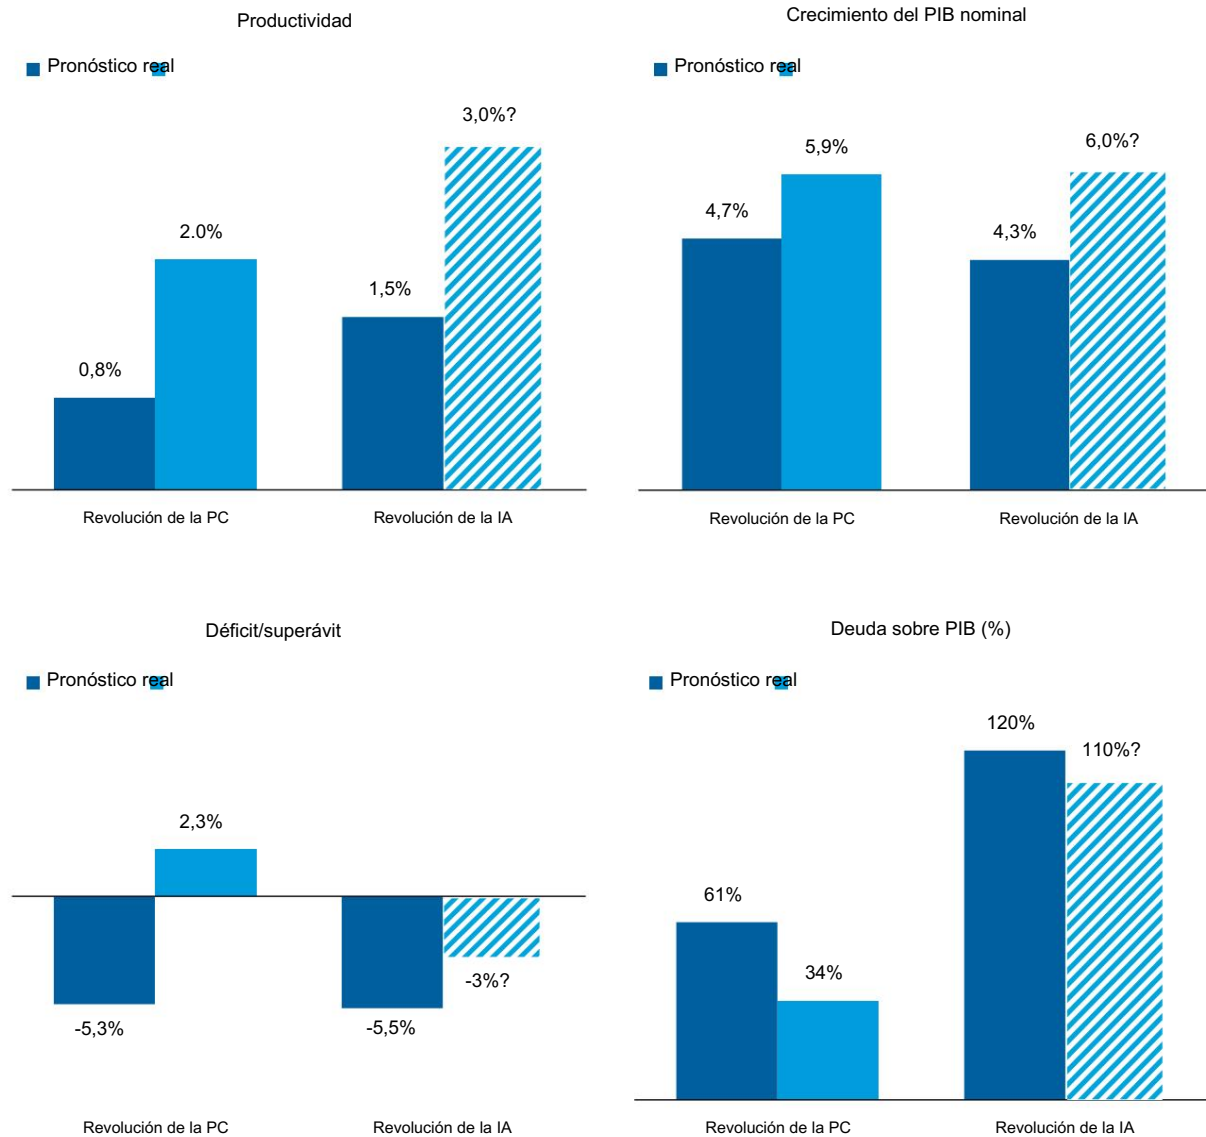 Productividad
Pronóstico real
3,0%?
2.0%
1,5%
0,8%
Revolución de la PC
Revolución de la IA
Crecimiento del PIB nominal
Pronóstico real
5,9%
6,0%?
4,7%
4,3%
Revolución de la PC
Revolución de la IA
Déficit/superávit
Pronóstico real
2,3%
-3%?
-5,3%
-5,5%
Revolución de la PC
Revolución de la IA
Deuda sobre PIB (%)
Pronóstico real
120%
110%?
61%
34%
Revolución de la PC
Revolución de la IA